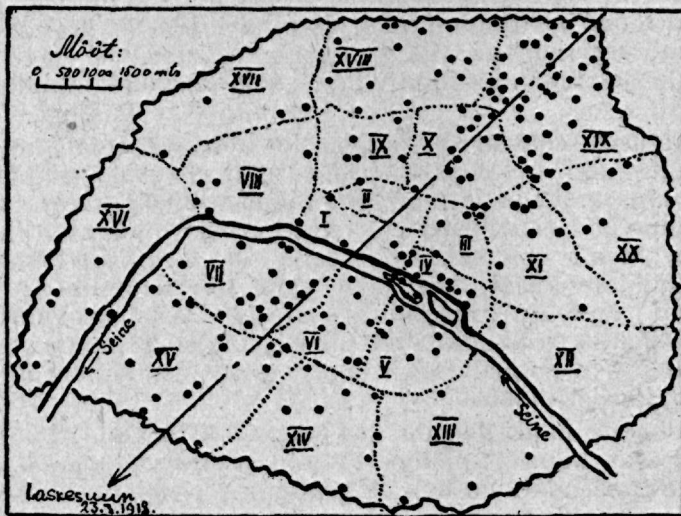 Mõõt:
0 500 1000 1500 mts
XVII
XVIII
IX
X
XIX
VIII
II
XVI
I
III
IV
XI
XX
VII
Seine
XV
VI
V
XII
XIV
XIII
Seine
Laskesuun
23.3.1918.